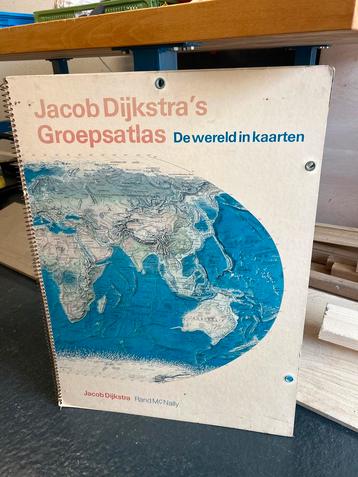 Jacob Dijkstra's
Groepsatlas De wereld in kaarten
Jacob Dijkstra Rand McNally